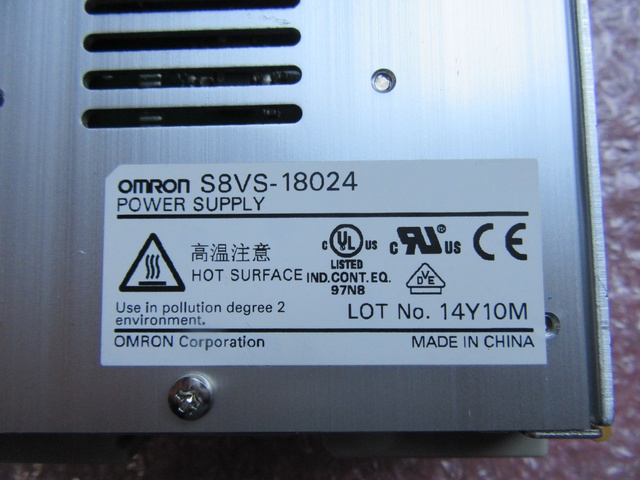 OMRON S8VS-18024
POWER SUPPLY
高温注意
HOT SURFACE
Use in pollution degree 2
environment.
c UL us
LISTED
IND.CONT.EQ.
97N8
c RU us
CE
DVE
LOT No. 14Y10M
OMRON Corporation
MADE IN CHINA